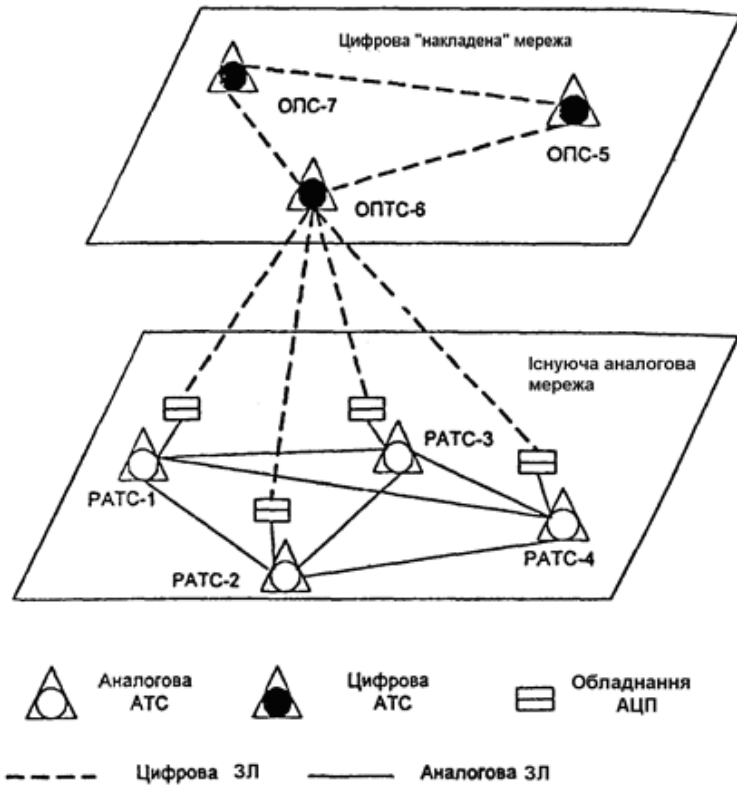 Цифрова "накладена" мережа
ОПС-7
ОПС-5
ОПТС-6
Існуюча аналогова
мережа
РАТС-3
РАТС-1
РАТС-4
РАТС-2
Аналогова
АТС
Цифрова
АТС
Обладнання
АЦП
Цифрова ЗЛ
Аналогова ЗЛ